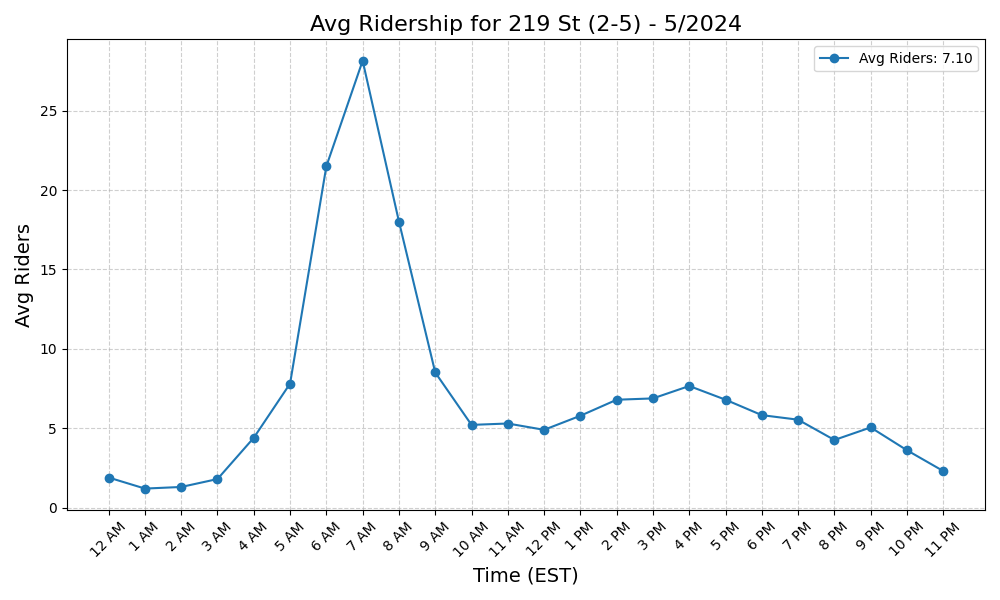 Avg Ridership for 219 St (2-5) - 5/2024
Avg Riders: 7.10
Avg Riders
25
20
15
10
5
0
12 AM
1 AM
2 AM
3 AM
4 AM
5 AM
6 AM
7 AM
8 AM
9 AM
10 AM
11 AM
12 PM
1 PM
2 PM
3 PM
4 PM
5 PM
6 PM
7 PM
8 PM
9 PM
10 PM
11 PM
Time (EST)